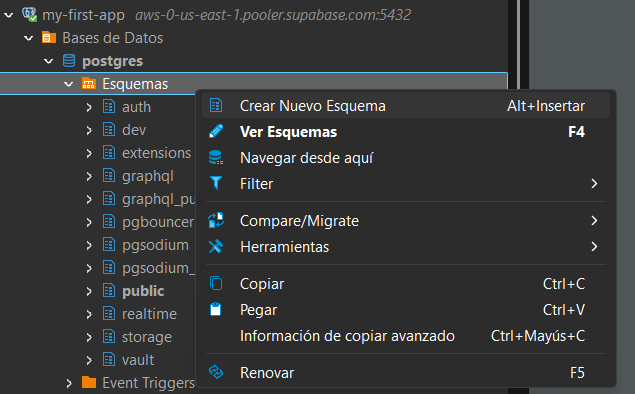 my-first-app aws-0-us-east-1.pooler.supabase.com:5432
Bases de Datos
postgres
Esquemas
auth
dev
extensions
graphql
graphql_pu
pgbouncer
pgsodium
pgsodium_
public
realtime
storage
vault
Event Triggers
Crear Nuevo Esquema Alt+Insertar
Ver Esquemas F4
Navegar desde aquí
Filter
Compare/Migrate
Herramientas
Copiar Ctrl+C
Pegar Ctrl+V
Información de copiar avanzado Ctrl+Mayús+C
Renovar F5